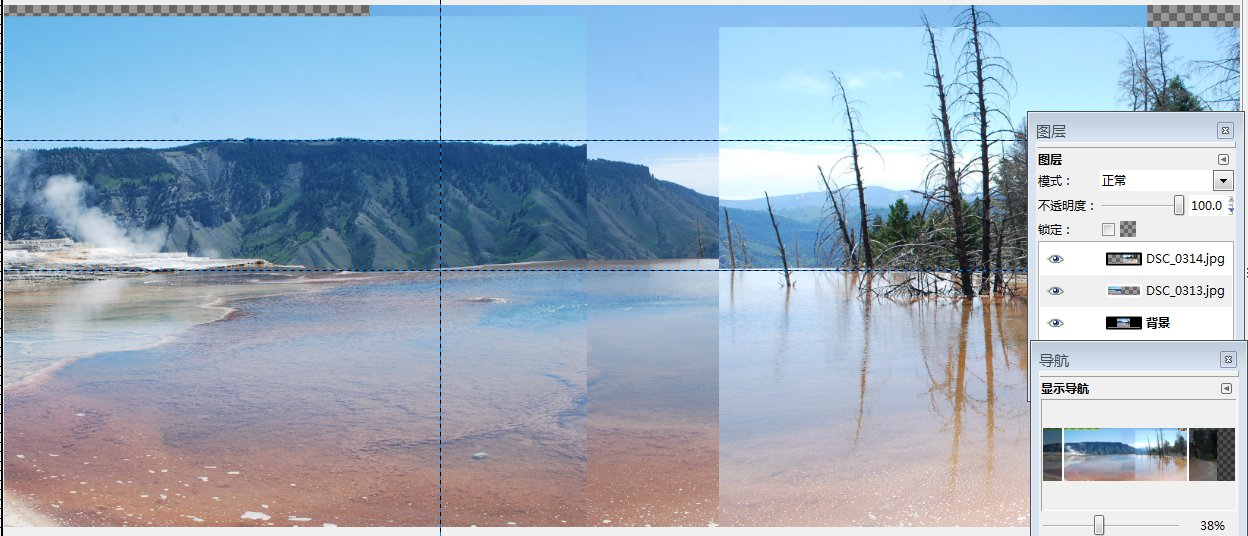 图层
图层
模式：
正常
不透明度：
100.0
锁定：
DSC_0314.jpg
DSC_0313.jpg
背景
导航
显示导航
38%